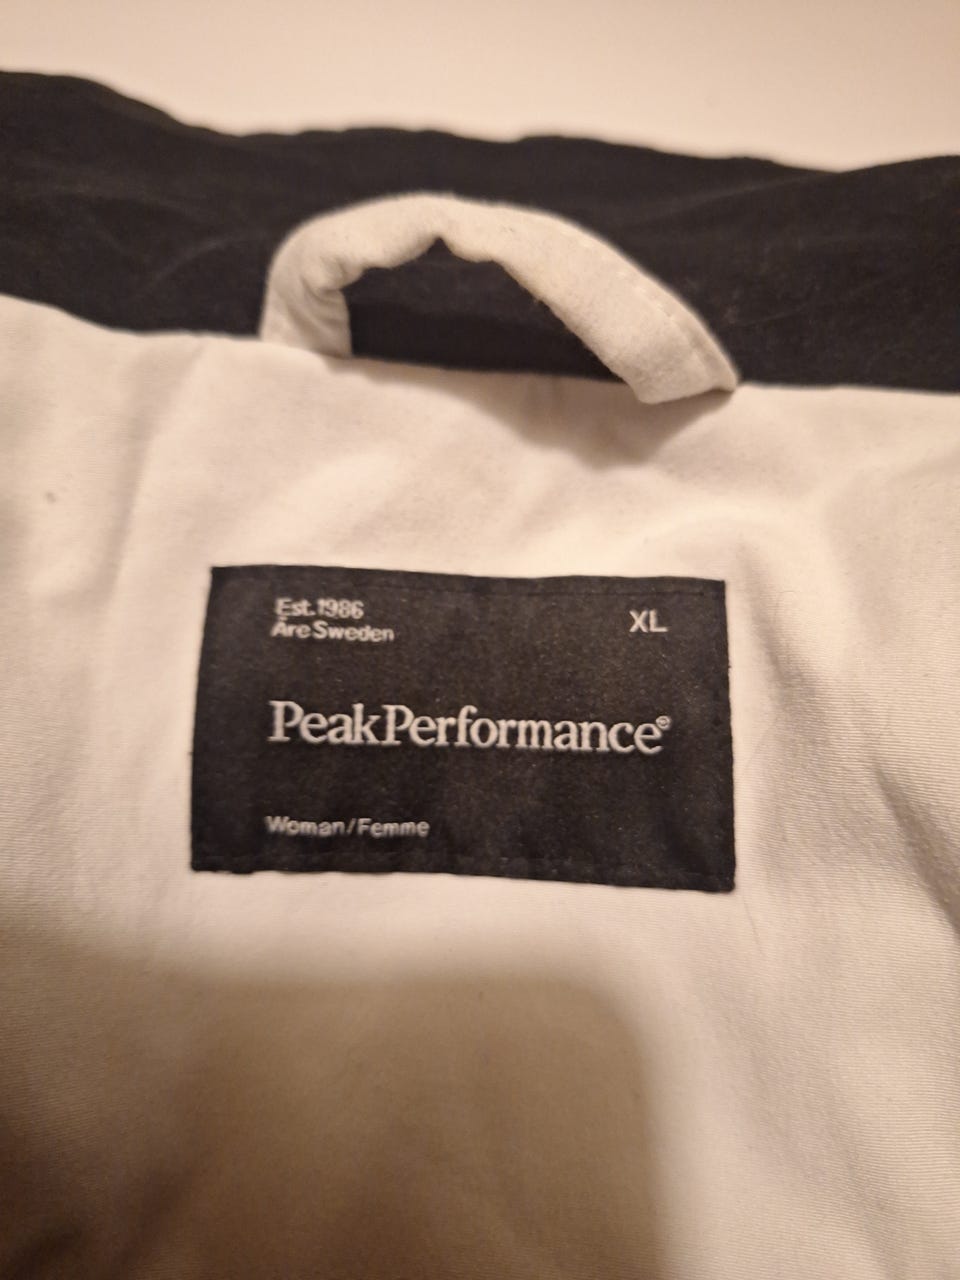 Est.1986
Åre Sweden
XL
PeakPerformance®
Woman/Femme